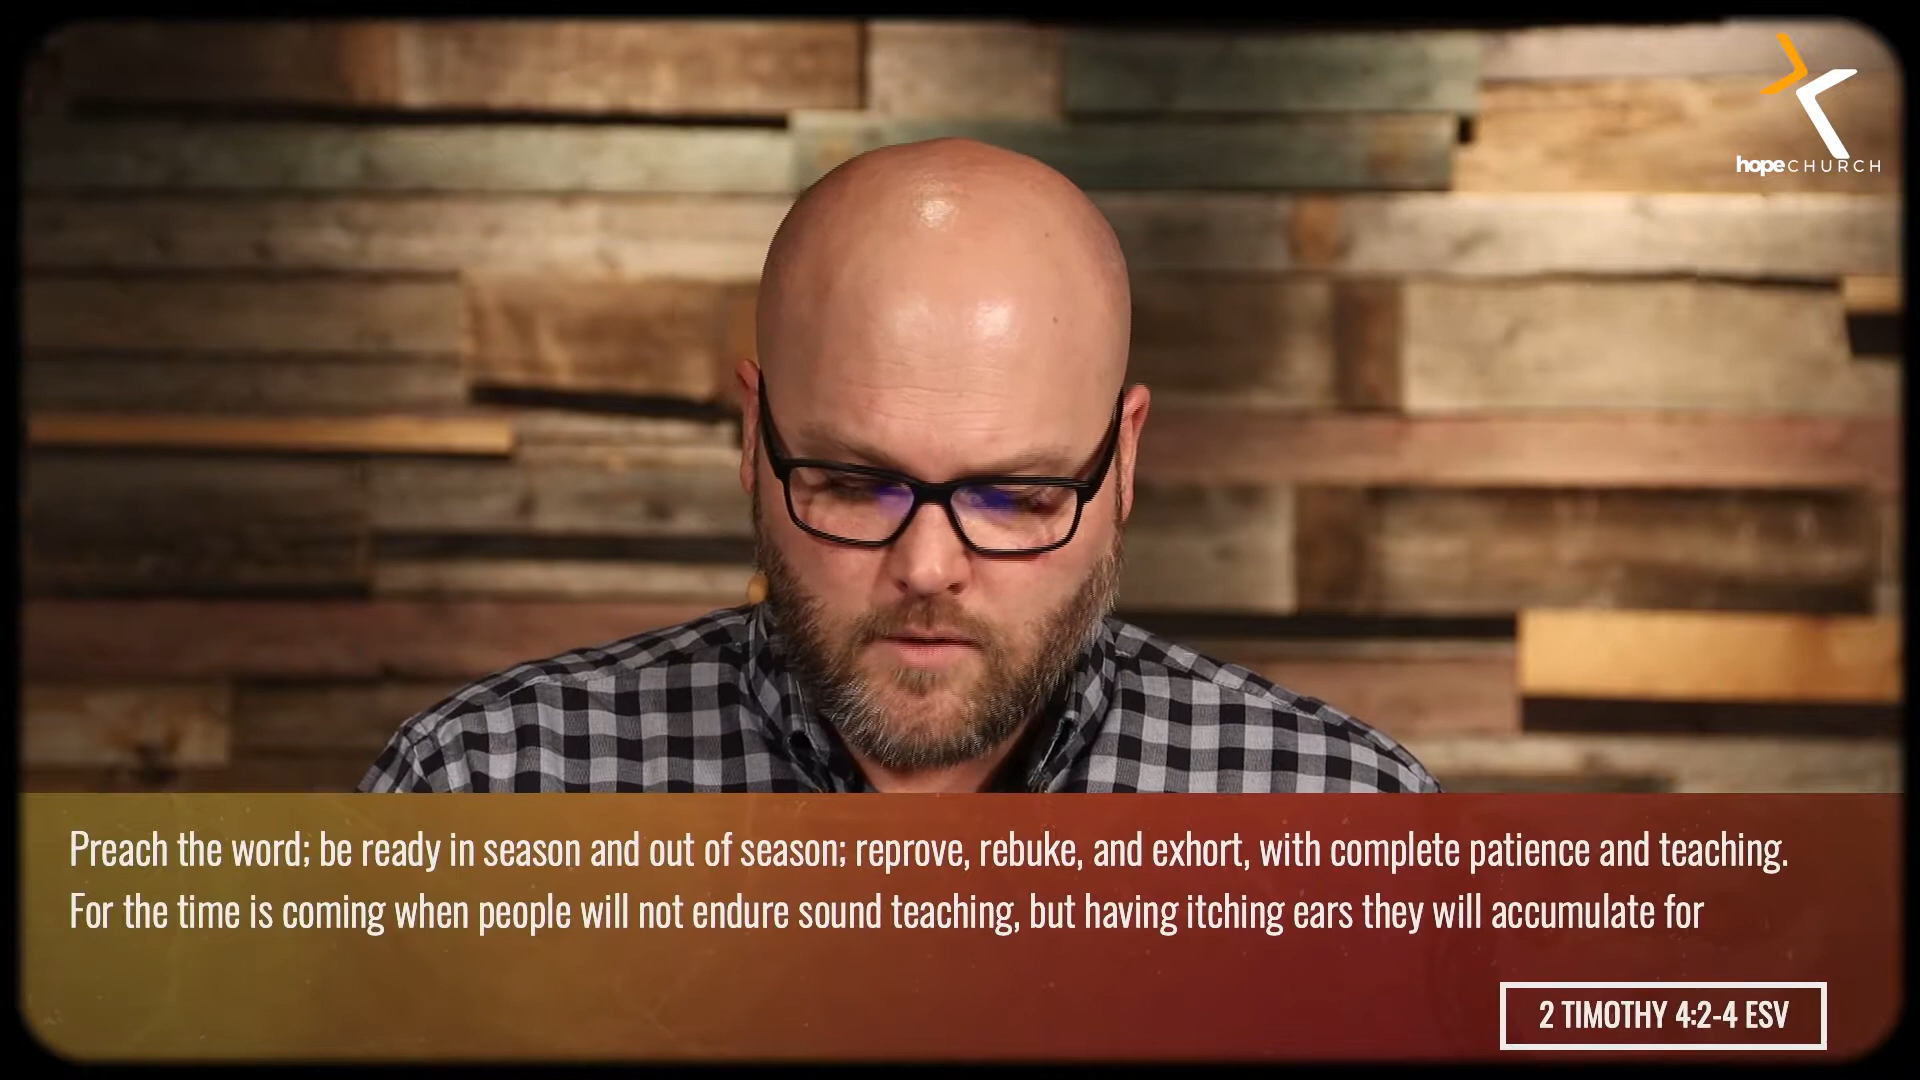 hopeCHURCH
Preach the word; be ready in season and out of season; reprove, rebuke, and exhort, with complete patience and teaching.
For the time is coming when people will not endure sound teaching, but having itching ears they will accumulate for
2 TIMOTHY 4:2-4 ESV